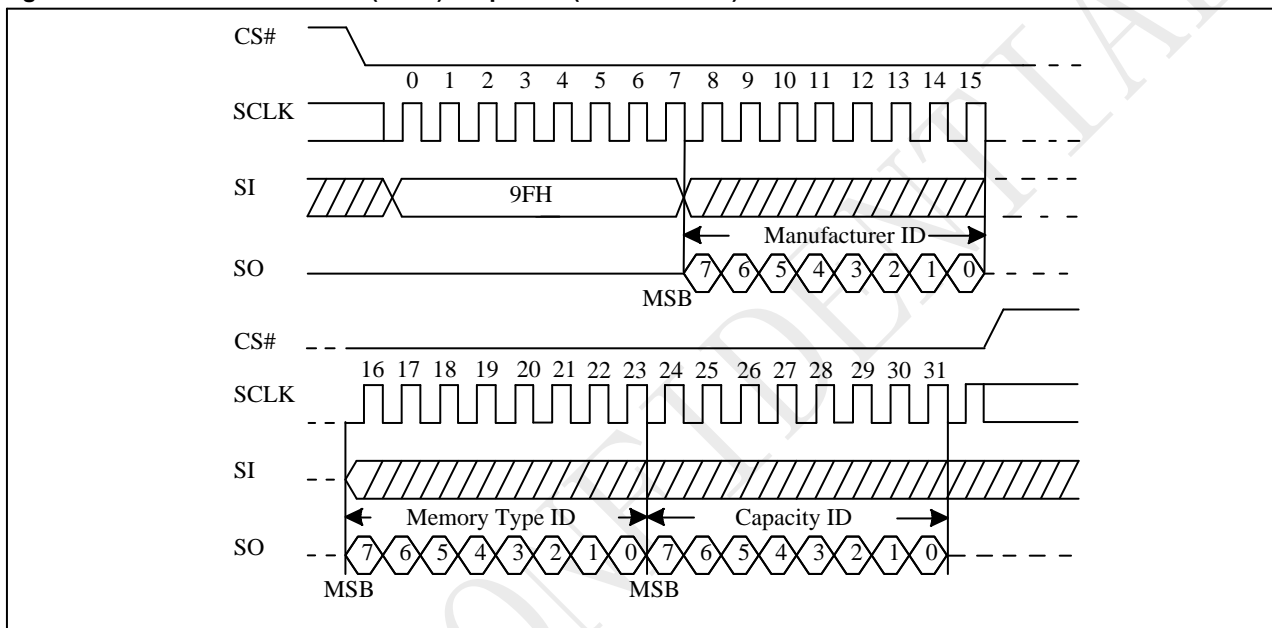 CS#
0 1 2 3 4 5 6 7 8 9 10 11 12 13 14 15
SCLK
SI
9FH
Manufacturer ID
SO
7 6 5 4 3 2 1 0
MSB
CS#
16 17 18 19 20 21 22 23 24 25 26 27 28 29 30 31
SCLK
SI
Memory Type ID Capacity ID
SO
7 6 5 4 3 2 1 0 7 6 5 4 3 2 1 0
MSB MSB